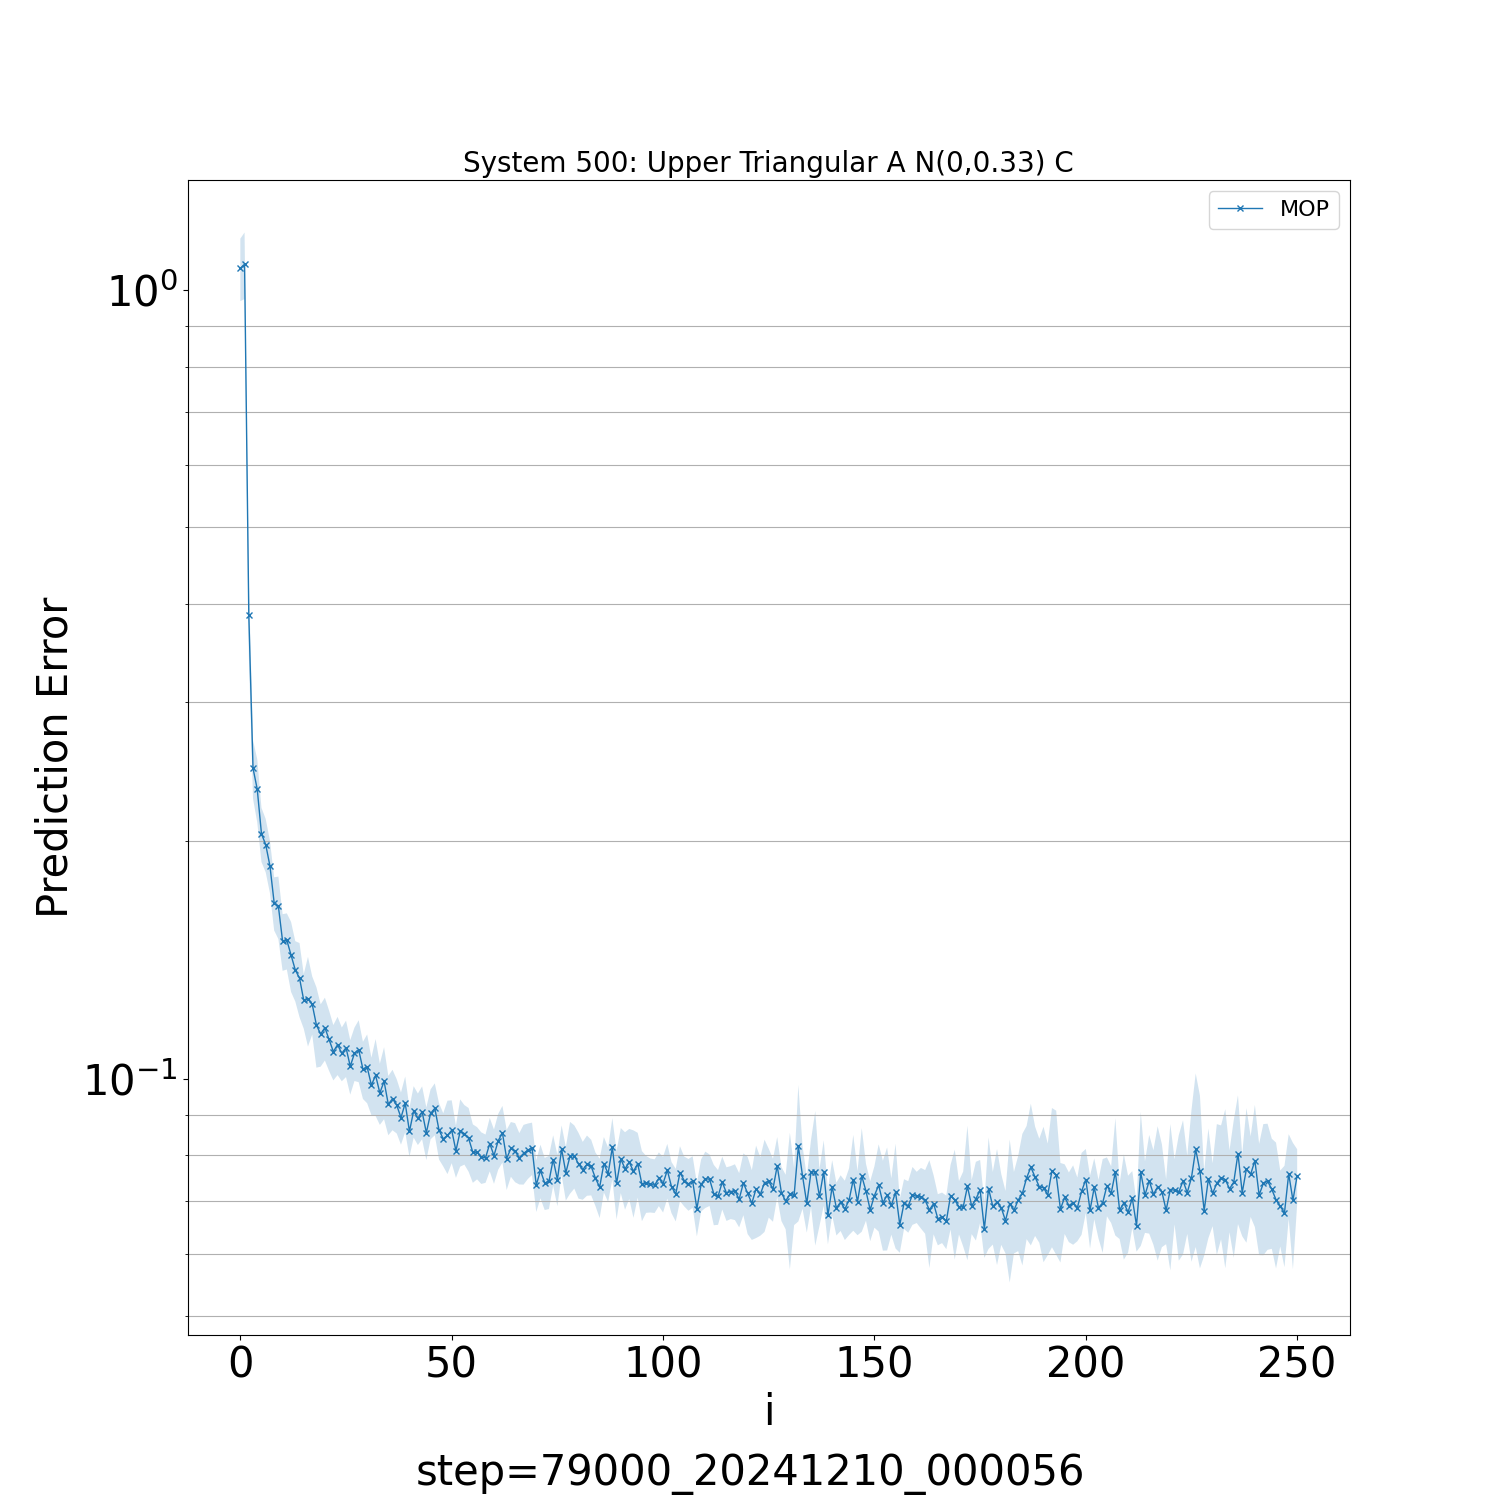 System 500: Upper Triangular A N(0,0.33) C
MOP
10⁰
10⁻¹
Prediction Error
0 50 100 150 200 250
i
step=79000_20241210_000056